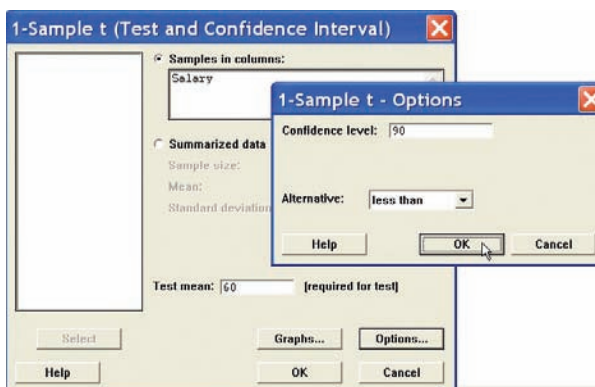 1-Sample t (Test and Confidence Interval)
Samples in columns:
Salary
Summarized data
Sample size:
Mean:
Standard deviation
Test mean: 60 (required for test)
Select
Graphs...
Options...
Help
OK
Cancel
1-Sample t - Options
Confidence level: 90
Alternative: less than
Help
OK
Cancel